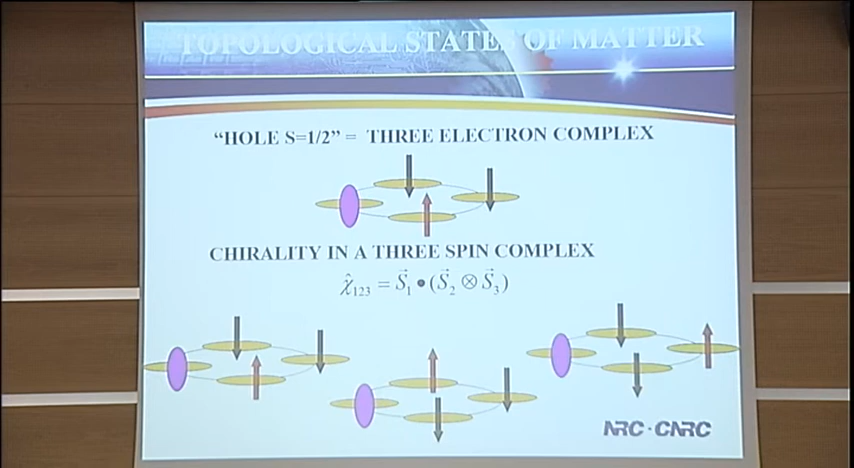 TOPOLOGICAL STATES OF MATTER
“HOLE S=1/2” = THREE ELECTRON COMPLEX
CHIRALITY IN A THREE SPIN COMPLEX
χ̂₁₂₃ = S⃗₁ • (S⃗₂ ⊗ S⃗₃)
NRC · CNRC